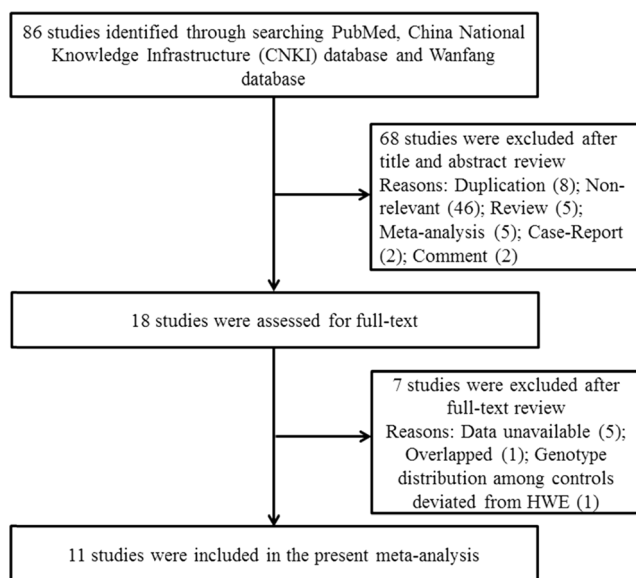 86 studies identified through searching PubMed, China National
Knowledge Infrastructure (CNKI) database and Wanfang
database
68 studies were excluded after
title and abstract review
Reasons: Duplication (8); Non-
relevant (46); Review (5);
Meta-analysis (5); Case-Report
(2); Comment (2)
18 studies were assessed for full-text
7 studies were excluded after
full-text review
Reasons: Data unavailable (5);
Overlapped (1); Genotype
distribution among controls
deviated from HWE (1)
11 studies were included in the present meta-analysis